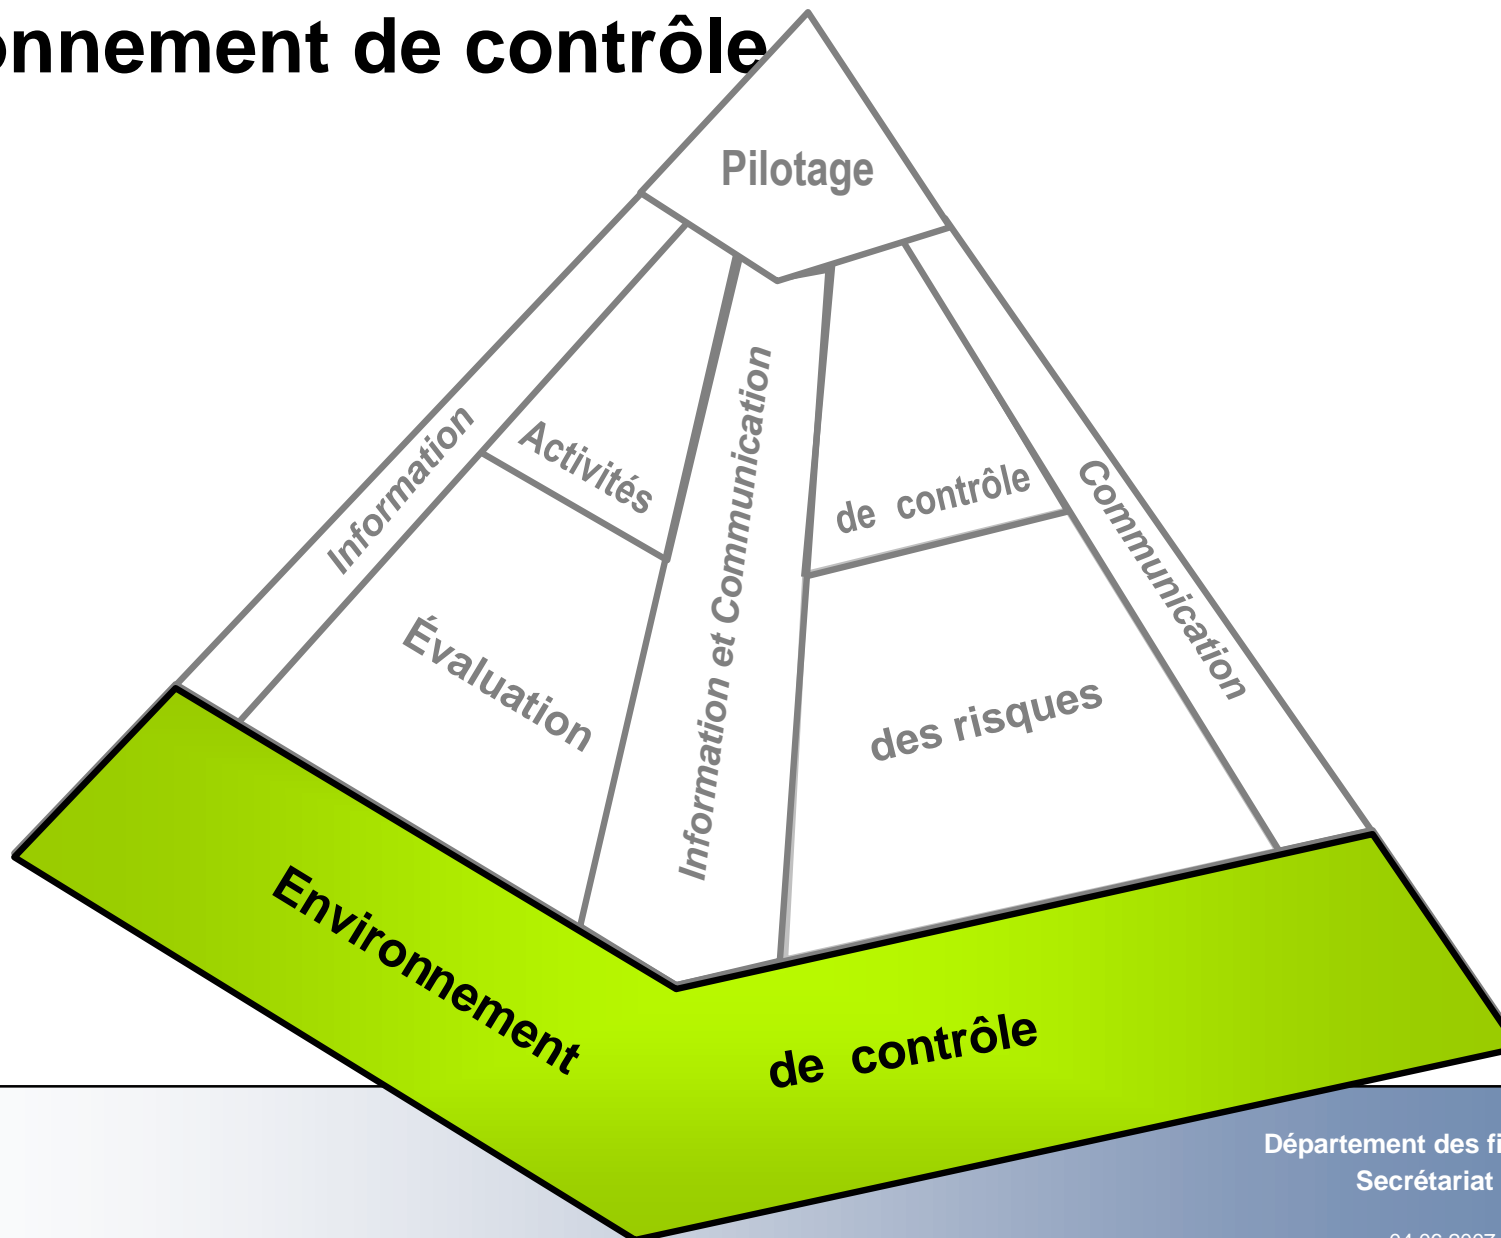 onnement de contrôle
Pilotage
Information
Activités
Information et Communication
de contrôle
Communication
Évaluation
des risques
Environnement
de contrôle
Département des fi
Secrétariat